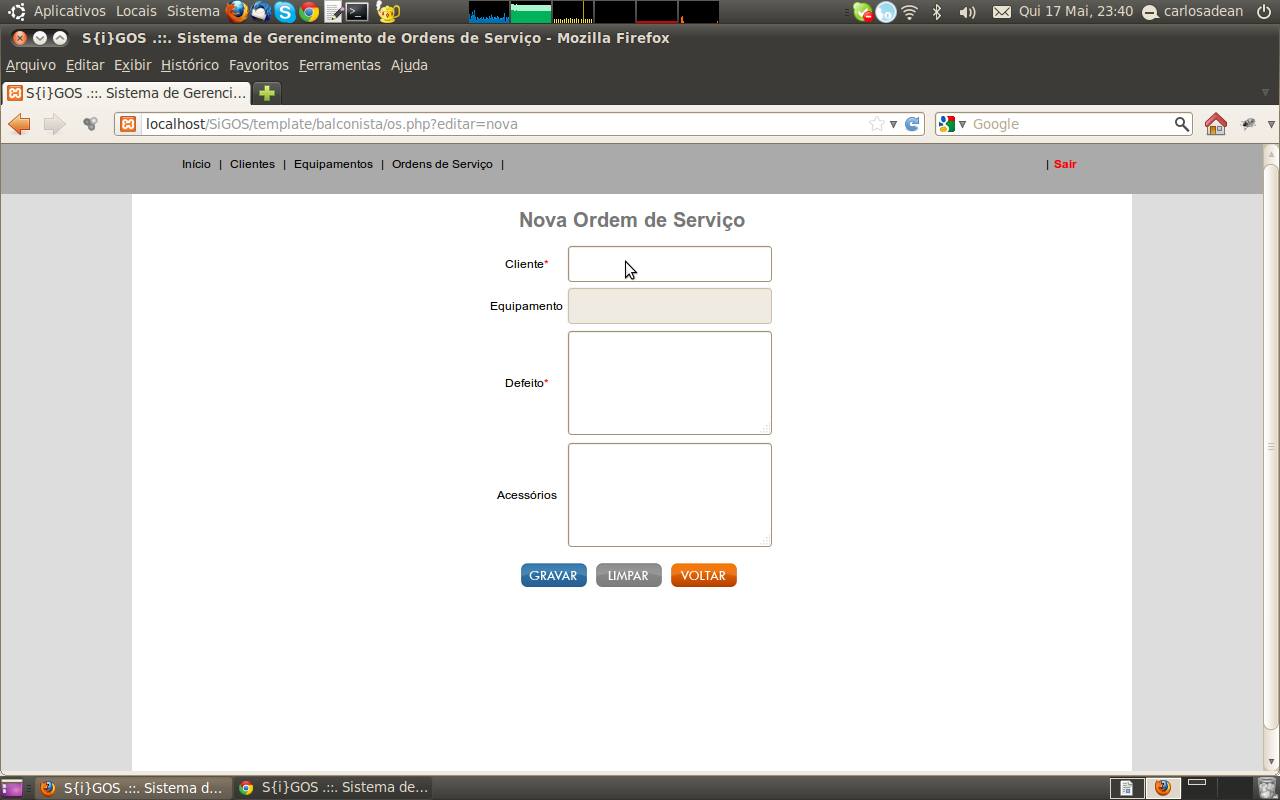 Aplicativos Locais Sistema
Qui 17 Mai, 23:40 carlosadean
S{i}GOS .::. Sistema de Gerencimento de Ordens de Serviço - Mozilla Firefox
Arquivo Editar Exibir Histórico Favoritos Ferramentas Ajuda
S{i}GOS .::. Sistema de Gerenci...
localhost/SiGOS/template/balconista/os.php?editar=nova
Google
Início | Clientes | Equipamentos | Ordens de Serviço |
| Sair
Nova Ordem de Serviço
Cliente*
Equipamento
Defeito*
Acessórios
GRAVAR LIMPAR VOLTAR
S{i}GOS .::. Sistema d...
S{i}GOS .::. Sistema de...